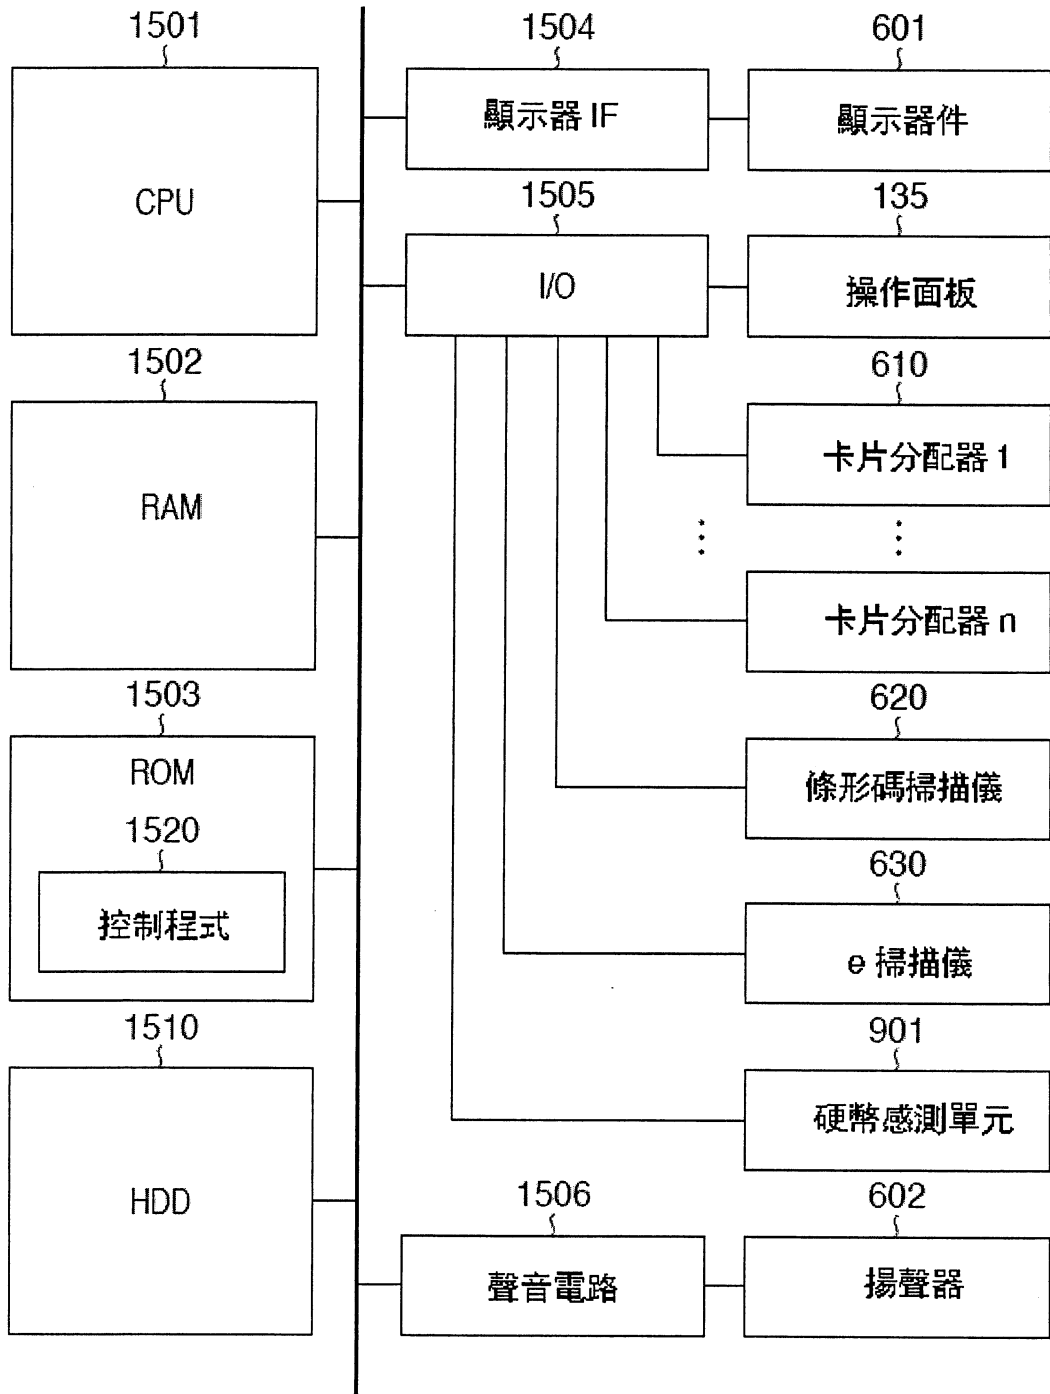 1501
CPU
1502
RAM
1503
ROM
1520
控制程式
1510
HDD
1504
顯示器 IF
601
顯示器件
1505
I/O
135
操作面板
610
卡片分配器 1
卡片分配器 n
620
條形碼掃描儀
630
e 掃描儀
901
硬幣感測單元
1506
聲音電路
602
揚聲器